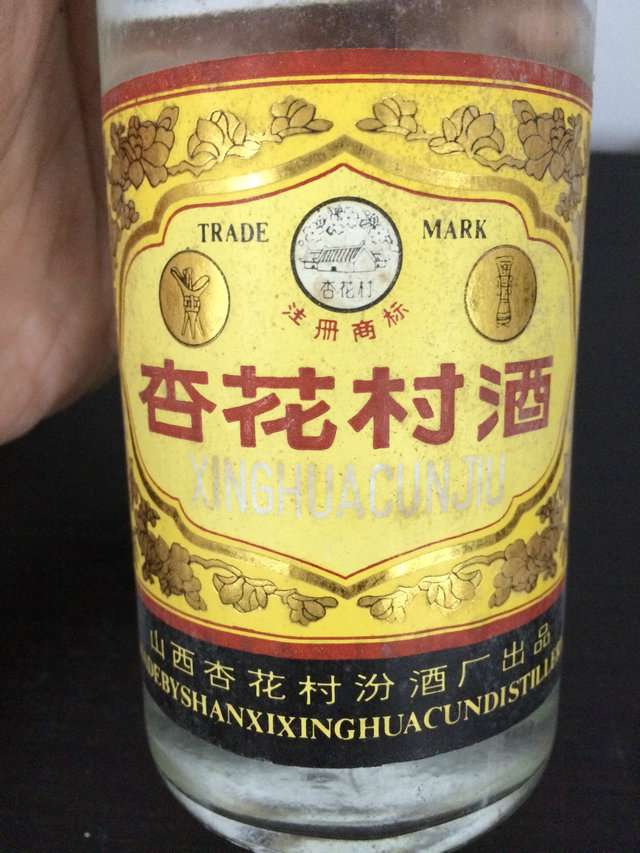 TRADE MARK
杏花村
注册商标
杏花村酒
XINGHUACUNJIU
山西杏花村汾酒厂出品
DEBYSHANXIXINGHUACUNDISTILLER